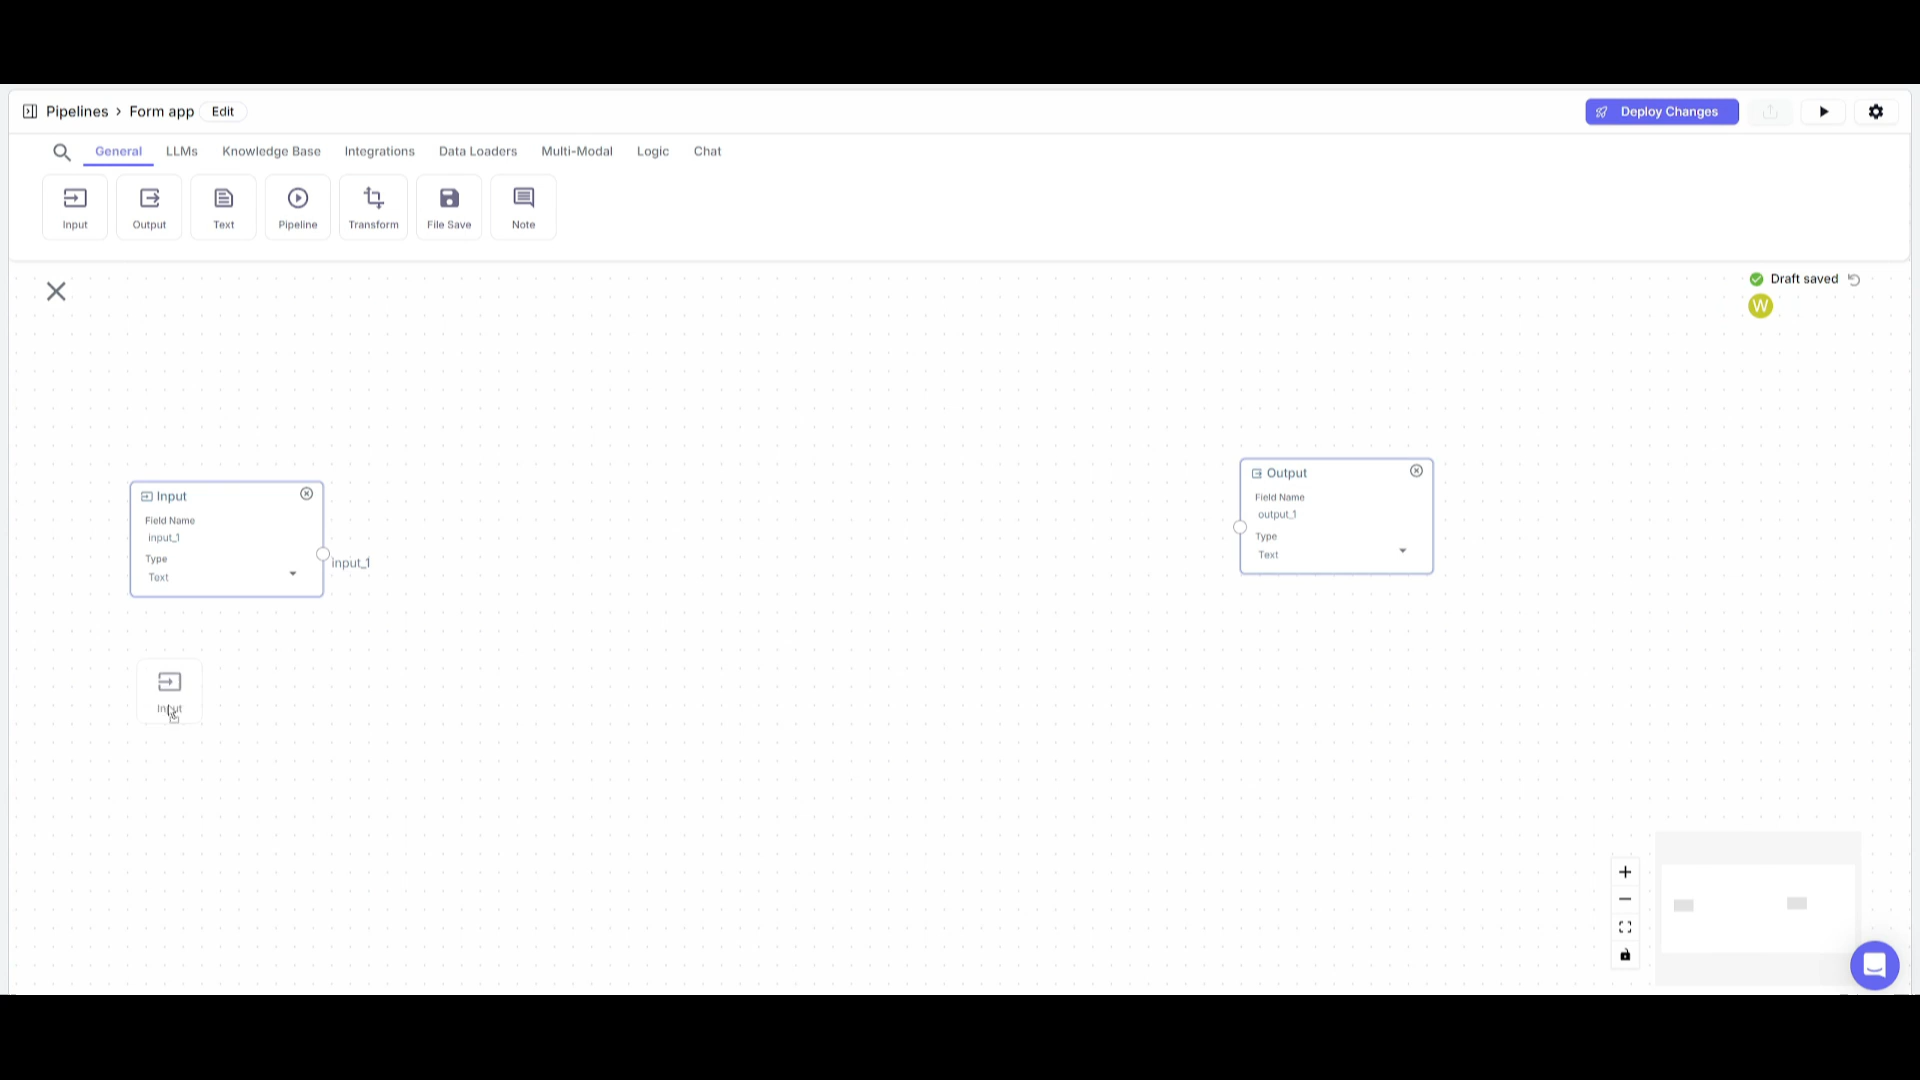 Pipelines > Form app Edit
Deploy Changes
General LLMs Knowledge Base Integrations Data Loaders Multi-Modal Logic Chat
Input Output Text Pipeline Transform File Save Note
Draft saved
W
Input
Field Name
input_1
Type
Text
input_1
Output
Field Name
output_1
Type
Text
Input